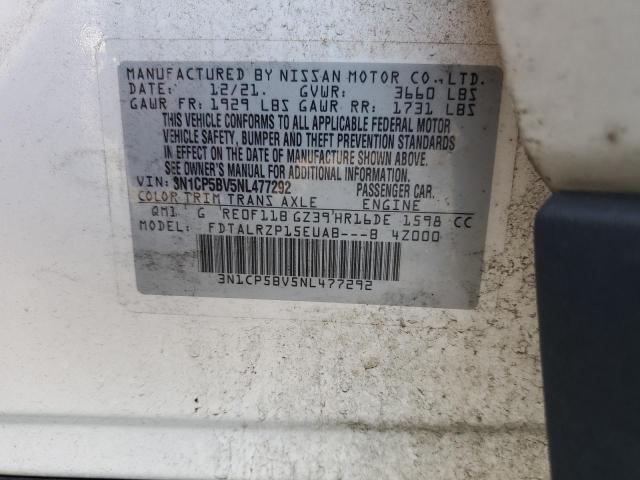 MANUFACTURED BY NISSAN MOTOR CO., LTD.
DATE: 12/21. GVWR: 3660 LBS
GAWR FR: 1929 LBS GAWR RR: 1731 LBS
THIS VEHICLE CONFORMS TO ALL APPLICABLE FEDERAL MOTOR
VEHICLE SAFETY, BUMPER AND THEFT PREVENTION STANDARDS
IN EFFECT ON THE DATE OF MANUFACTURE SHOWN ABOVE.
SEE OWNER'S MANUAL FOR ADDITIONAL INFORMATION.
VIN: 3N1CP5BV5NL477292 PASSENGER CAR.
COLOR TRIM TRANS AXLE ENGINE
QM1 G RE0F11B GZ39 HR16DE 1598 CC
MODEL: FDTALRZP15EUAB---B 4Z000
3N1CP5BV5NL477292